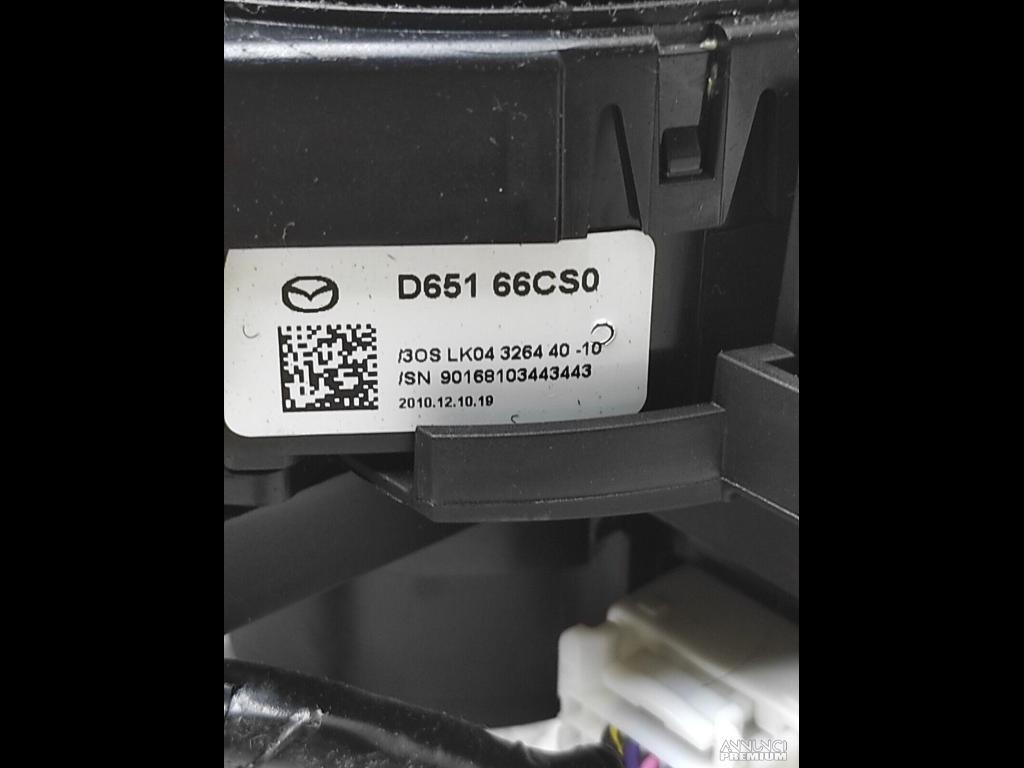 D651 66CS0
/3OS LK04 3264 40 -10
/SN 90168103443443
2010.12.10.19
ANNUNCI
PREMIUM